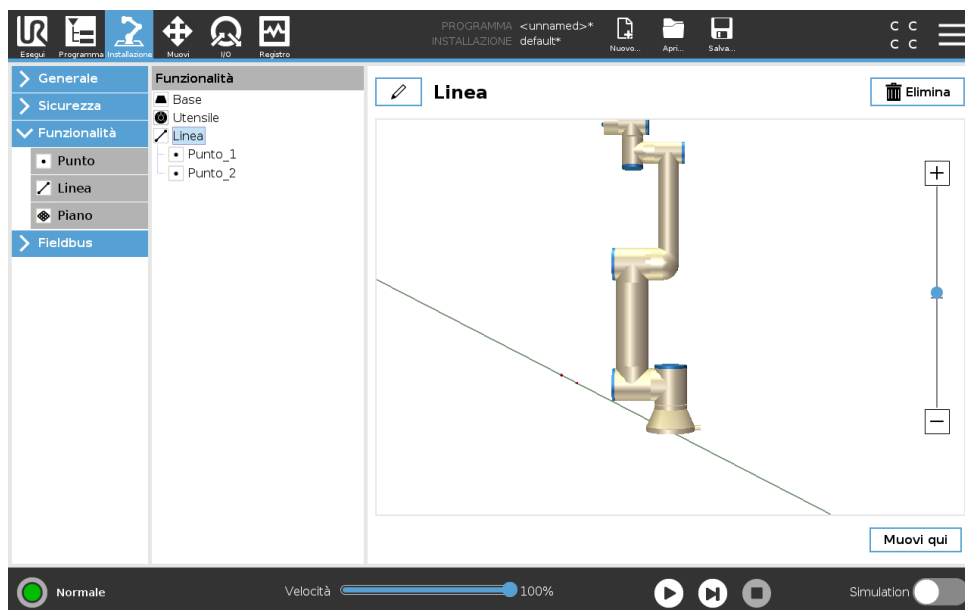 PROGRAMMA <unnamed>*
INSTALLAZIONE default*
UR
Esegui
Programma
Installazione
Muovi
I/O
Registro
Nuovo...
Apri...
Salva...
C C
C C
Generale
Sicurezza
Funzionalità
Punto
Linea
Piano
Fieldbus
Funzionalità
Base
Utensile
Linea
Punto_1
Punto_2
Linea
Elimina
Muovi qui
Normale
Velocità
100%
Simulation